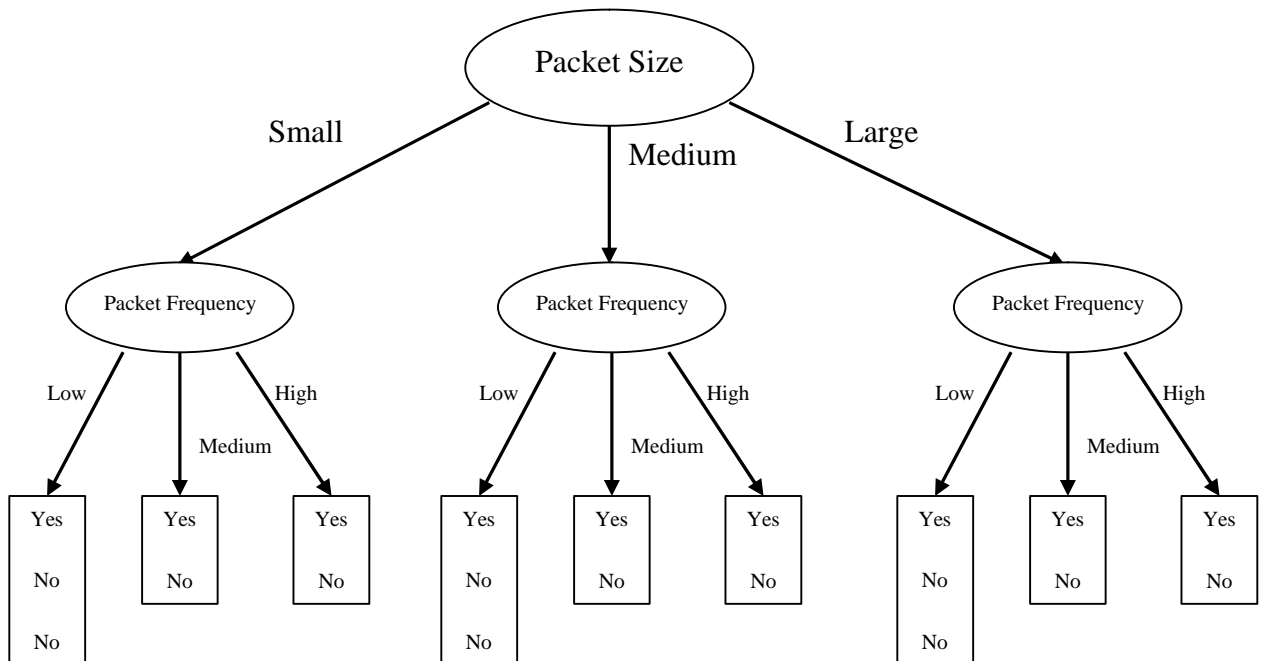 Packet Size
Small
Medium
Large
Packet Frequency
Packet Frequency
Packet Frequency
Low
High
Low
High
Low
High
Medium
Medium
Medium
Yes
Yes
Yes
Yes
Yes
Yes
Yes
Yes
Yes
No
No
No
No
No
No
No
No
No
No
No
No